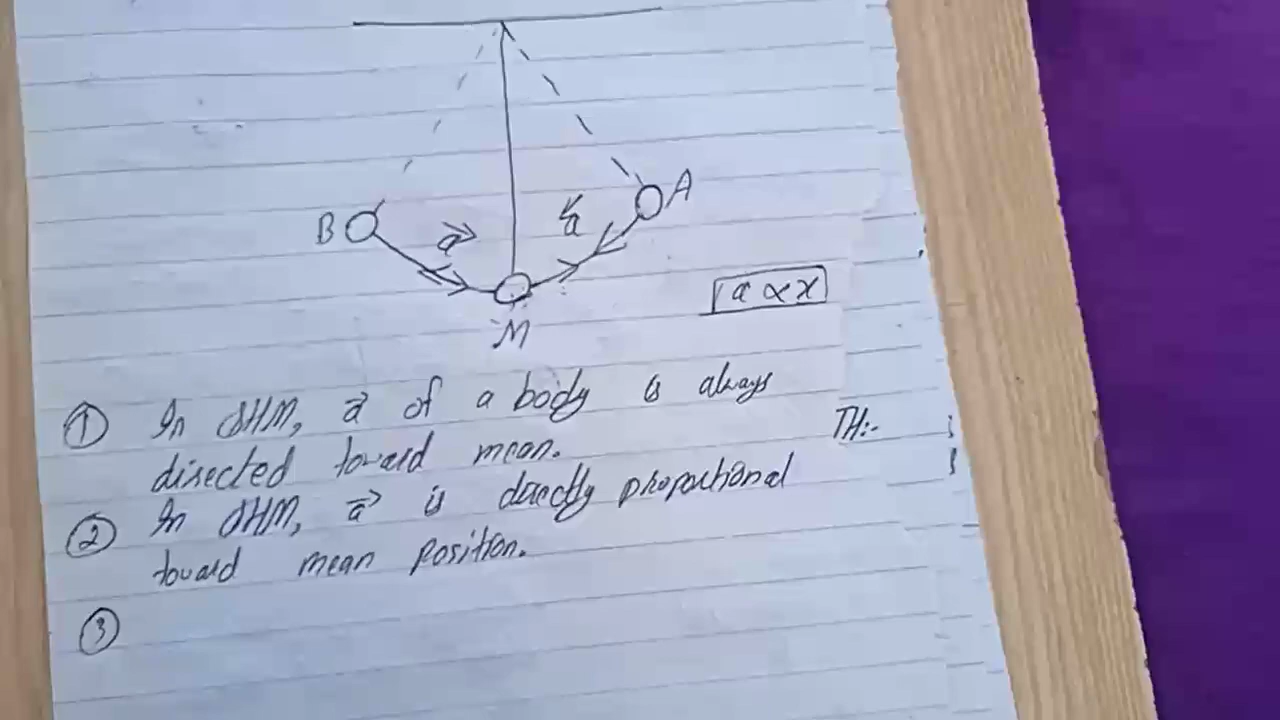 B
a
a
A
M
a ∝ x
① In SHM, a⃗ of a body is always
directed toward mean.
TH:-
② In SHM, a⃗ is directly proportional
toward mean position.
③